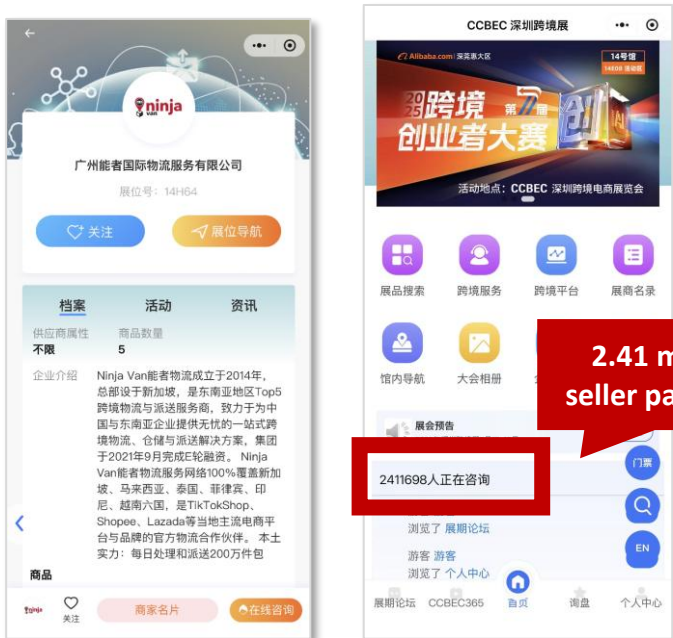 ninja
van
广州能者国际物流服务有限公司
展位号：14H64
关注
展位导航
档案
活动
资讯
供应商属性
商品数量
不限
5
企业介绍
Ninja Van能者物流成立于2014年，
总部设于新加坡，是东南亚地区Top5
跨境物流与派送服务商，致力于为中
国与东南亚企业提供无忧的一站式跨
境物流、仓储与派送解决方案，集团
于2021年9月完成E轮融资。 Ninja
Van能者物流服务网络100%覆盖新加
坡、马来西亚、泰国、菲律宾、印
尼、越南六国，是TikTokShop、
Shopee、Lazada等当地主流电商平
台与品牌的官方物流合作伙伴。 本土
实力：每日处理和派送200万件包
商品
关注
商家名片
在线咨询
CCBEC 深圳跨境展
Alibaba.com 深莞惠大区
14号馆
2025跨境
第7届
创业者大赛
AI
活动地点：CCBEC 深圳跨境电商展览会
展品搜索
跨境服务
跨境平台
展商名录
馆内导航
大会相册
2.41 m
seller pa
展会预告
2411698人正在咨询
门票
浏览了 展期论坛
游客 游客
浏览了 个人中心
EN
展期论坛
CCBEC365
首页
询盘
个人中心